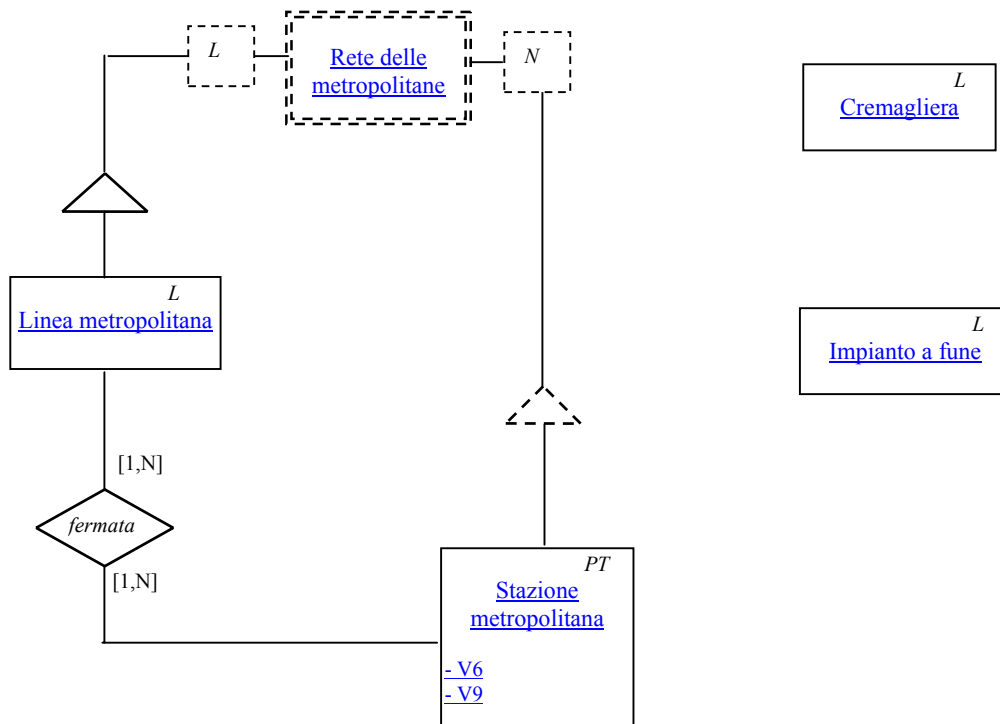 L
Rete delle
metropolitane
N
L
Cremagliera
L
Linea metropolitana
L
Impianto a fune
[1,N]
fermata
[1,N]
PT
Stazione
metropolitana
- V6
- V9